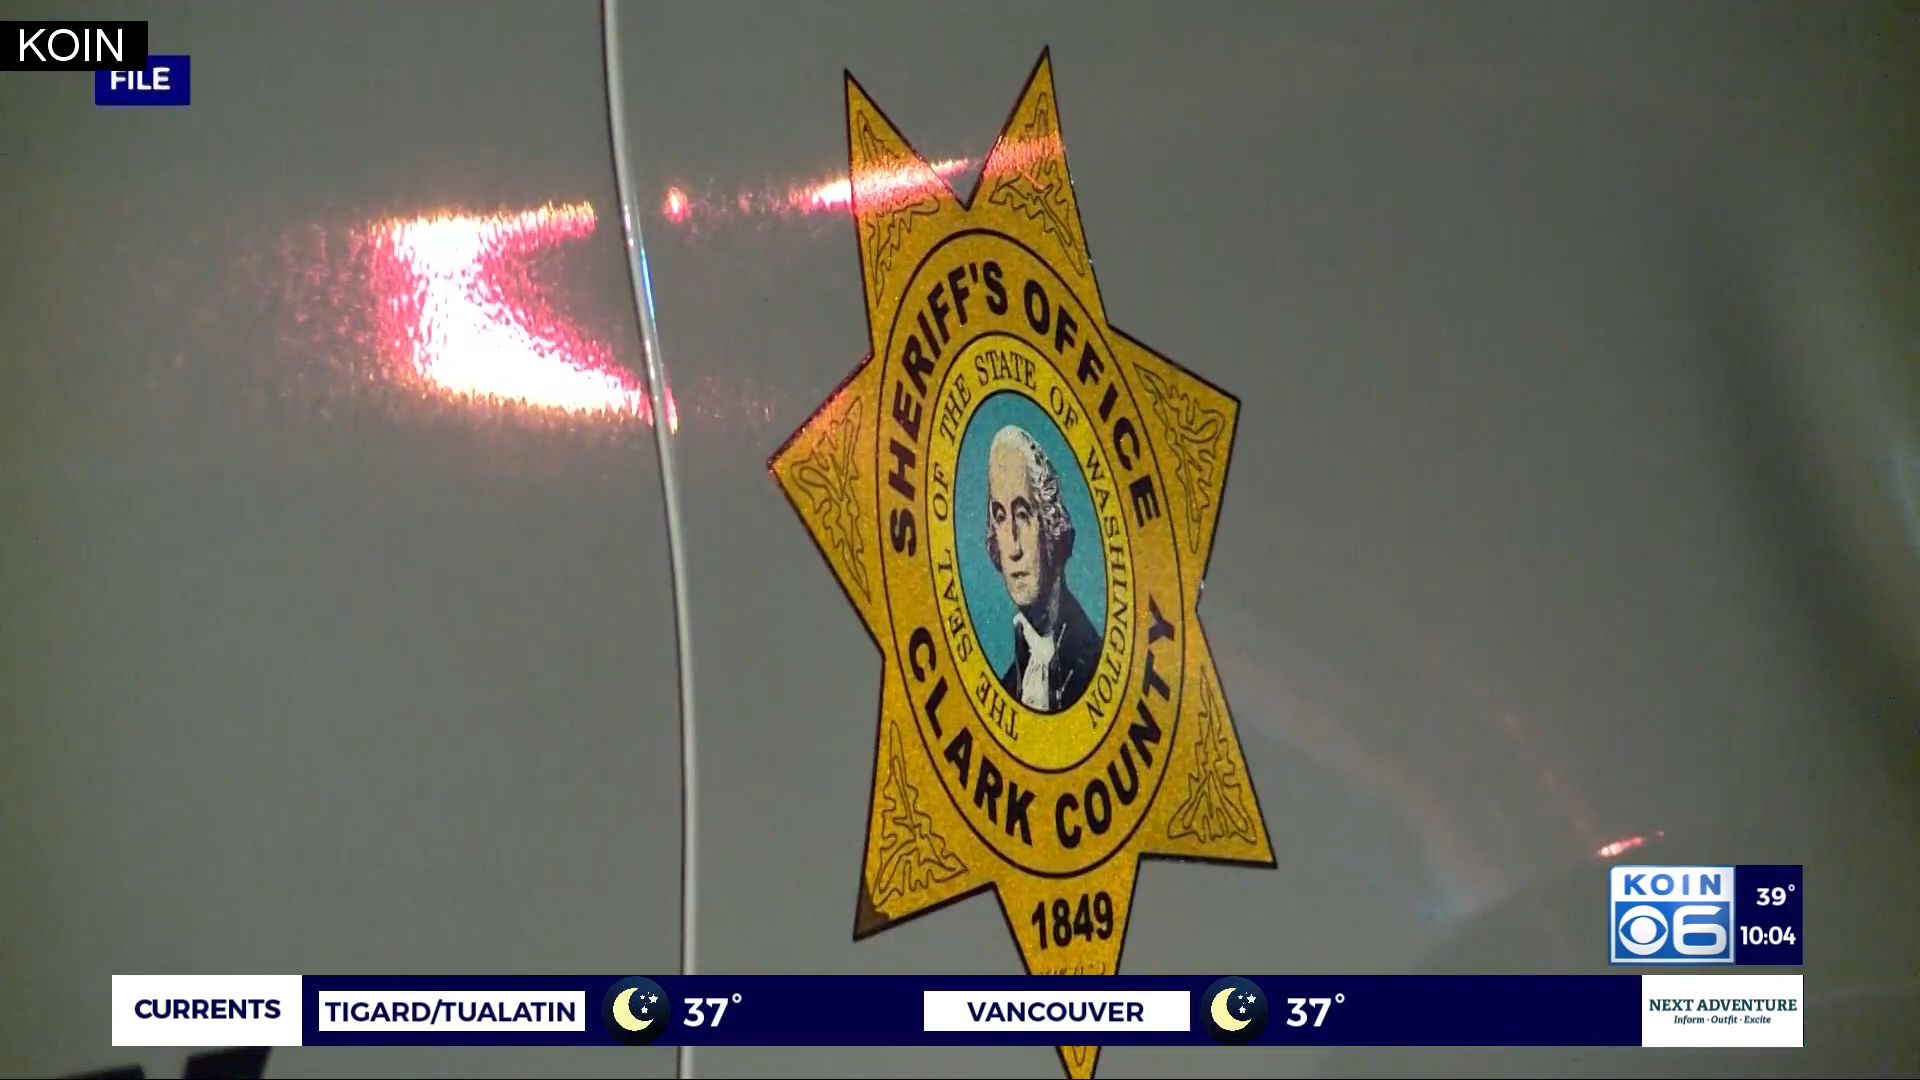 KOIN
FILE
SHERIFF'S OFFICE
THE SEAL OF THE STATE OF WASHINGTON
CLARK COUNTY
1849
KOIN
6
39°
10:04
CURRENTS
TIGARD/TUALATIN
37°
VANCOUVER
37°
NEXT ADVENTURE
Inform · Outfit · Excite